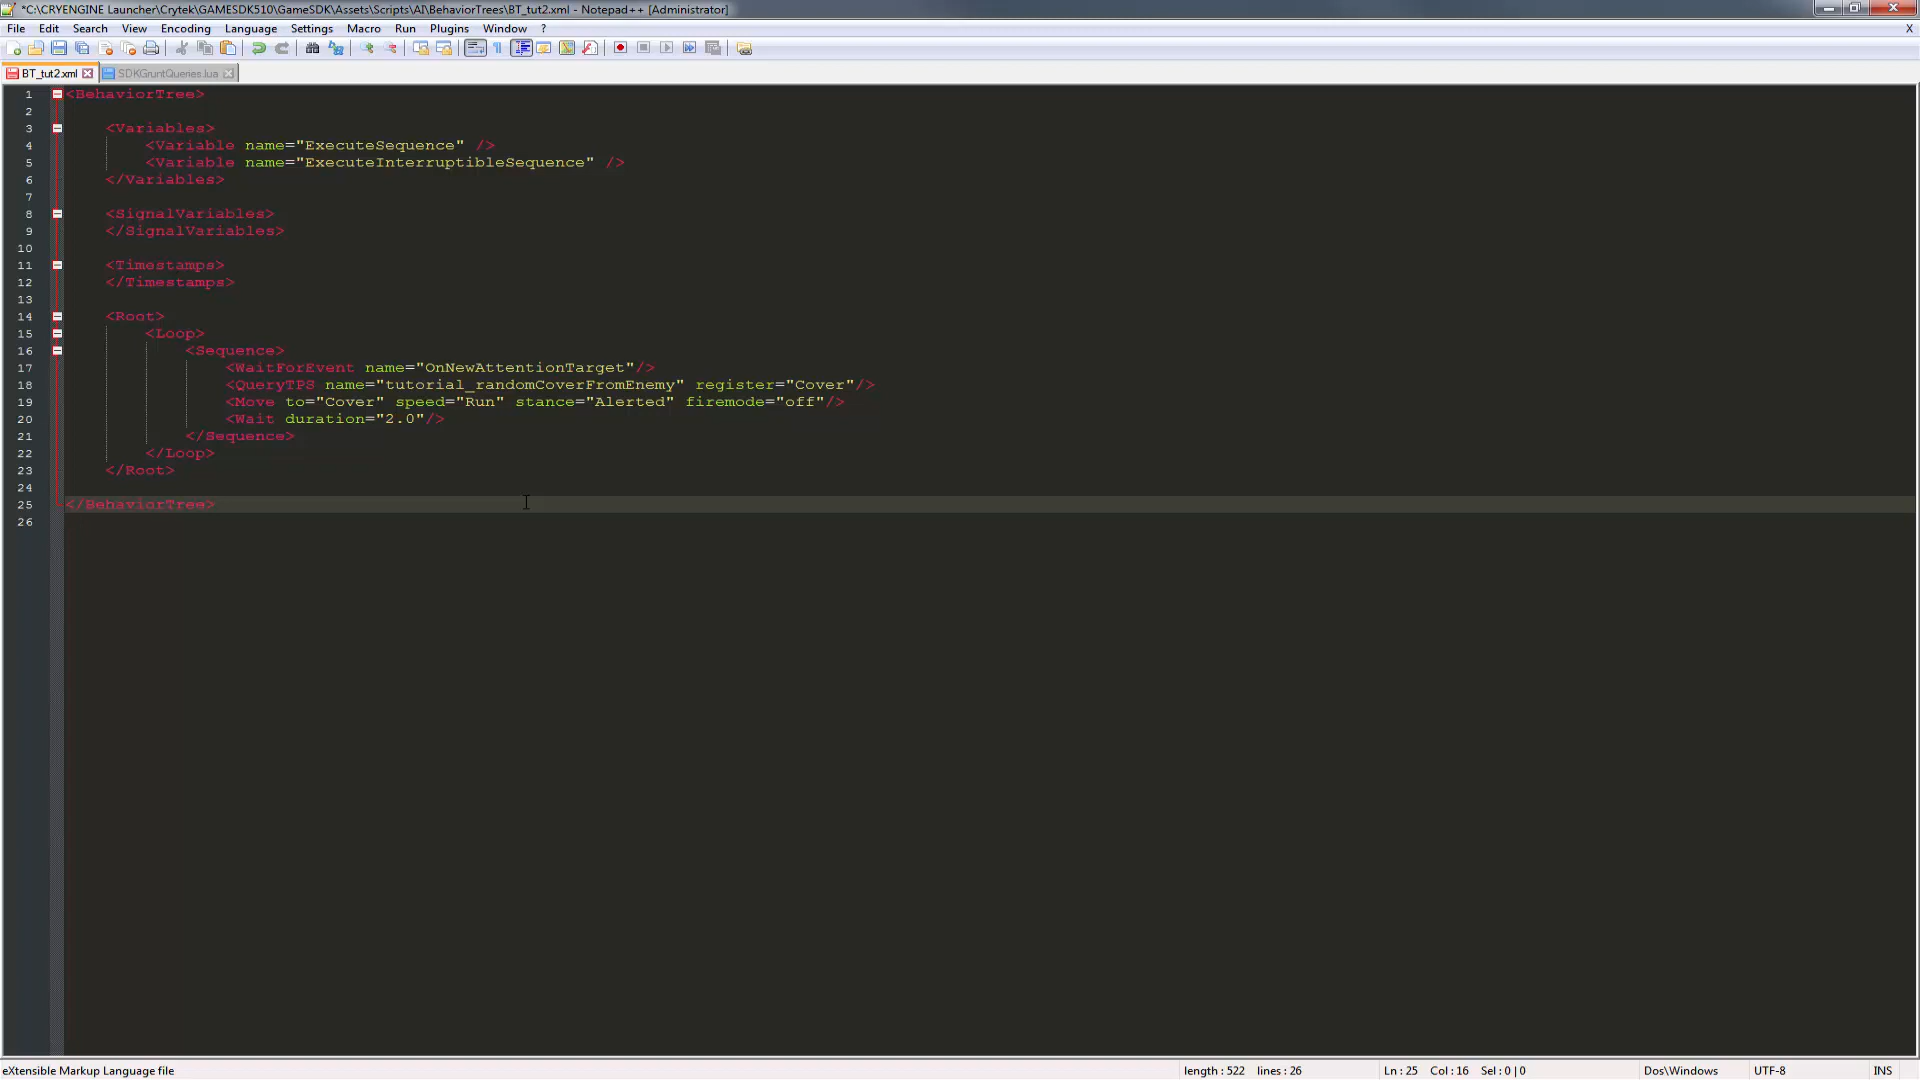 *C:\CRYENGINE Launcher\Crytek\GAMESDK510\GameSDK\Assets\Scripts\AI\BehaviorTrees\BT_tut2.xml - Notepad++ [Administrator]
File Edit Search View Encoding Language Settings Macro Run Plugins Window ? X
BT_tut2.xml SDKGruntQueries.lua
1 <BehaviorTree>
2
3 <Variables>
4 <Variable name="ExecuteSequence" />
5 <Variable name="ExecuteInterruptibleSequence" />
6 </Variables>
7
8 <SignalVariables>
9 </SignalVariables>
10
11 <Timestamps>
12 </Timestamps>
13
14 <Root>
15 <Loop>
16 <Sequence>
17 <WaitForEvent name="OnNewAttentionTarget"/>
18 <QueryTPS name="tutorial_randomCoverFromEnemy" register="Cover"/>
19 <Move to="Cover" speed="Run" stance="Alerted" firemode="off"/>
20 <Wait duration="2.0"/>
21 </Sequence>
22 </Loop>
23 </Root>
24
25 </BehaviorTree>
26
eXtensible Markup Language file length : 522 lines : 26 Ln : 25 Col : 16 Sel : 0 | 0 Dos\Windows UTF-8 INS